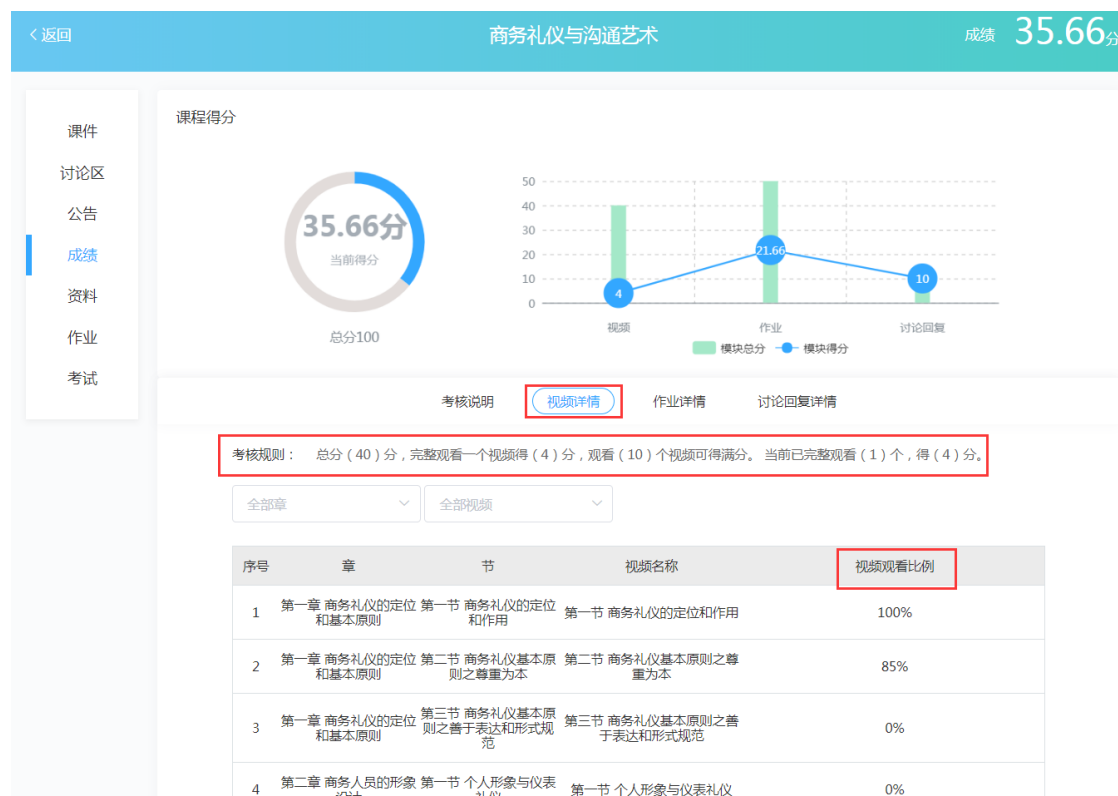 返回
商务礼仪与沟通艺术
成绩 35.66分
课件
讨论区
公告
成绩
资料
作业
考试
课程得分
35.66分
当前得分
总分100
50
40
30
20
10
0
4
21.66
10
视频
作业
讨论回复
模块总分
模块得分
考核说明
视频详情
作业详情
讨论回复详情
考核规则： 总分（40）分，完整观看一个视频得（4）分，观看（10）个视频可得满分。 当前已完整观看（1）个，得（4）分。
全部章
全部视频
序号 章 节 视频名称 视频观看比例
1 第一章 商务礼仪的定位和基本原则 第一节 商务礼仪的定位和作用 第一节 商务礼仪的定位和作用 100%
2 第一章 商务礼仪的定位和基本原则 第二节 商务礼仪基本原则之尊重为本 第二节 商务礼仪基本原则之尊重为本 85%
3 第一章 商务礼仪的定位和基本原则 第三节 商务礼仪基本原则之善于表达和形式规范 第三节 商务礼仪基本原则之善于表达和形式规范 0%
4 第二章 商务人员的形象 第一节 个人形象与仪表 第一节 个人形象与仪表礼仪 0%